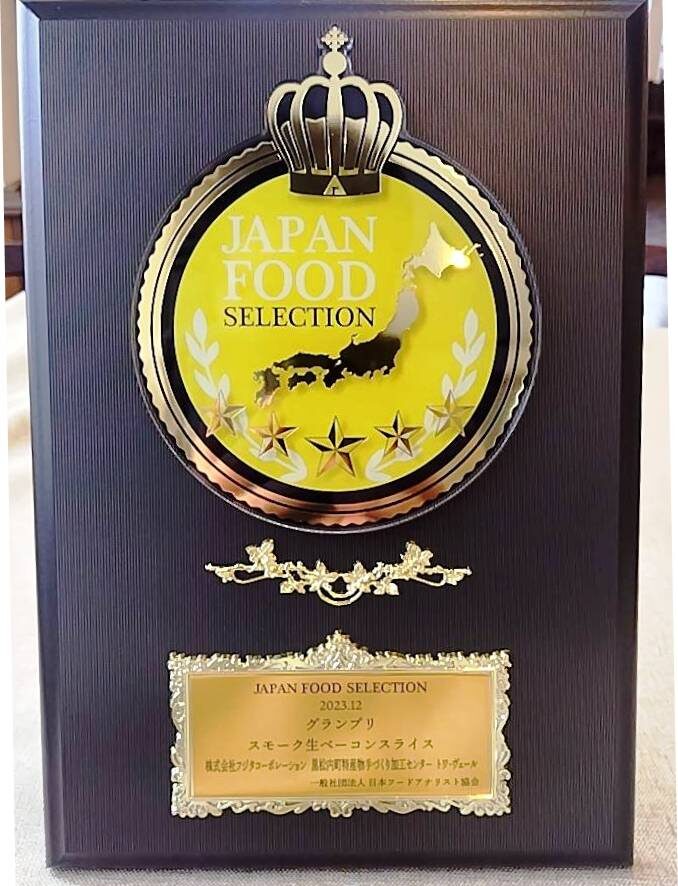 JAPAN
FOOD
SELECTION
JAPAN FOOD SELECTION
2023.12
グランプリ
スモーク生ベーコンスライス
株式会社フジタコーポレーション 黒松内町特産物手づくり加工センター トワ・ヴェール
一般社団法人 日本フードアナリスト協会